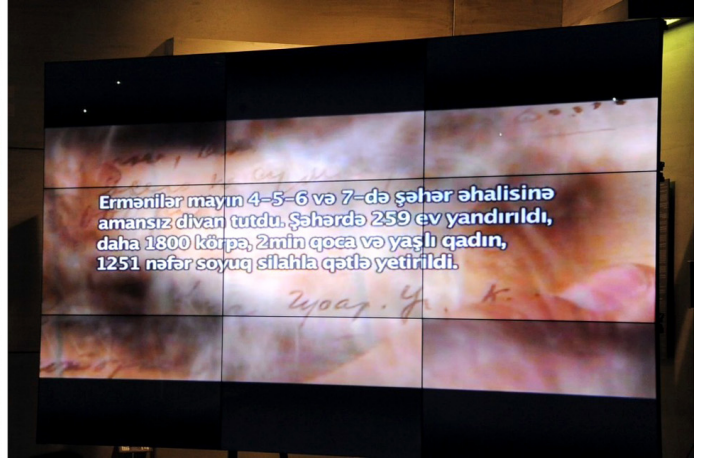 Ermənilər mayın 4-5-6 və 7-də şəhər əhalisinə
amansız divan tutdu. Şəhərdə 259 ev yandırıldı,
daha 1800 körpə, 2min qoca və yaşlı qadın,
1251 nəfər soyuq silahla qətlə yetirildi.